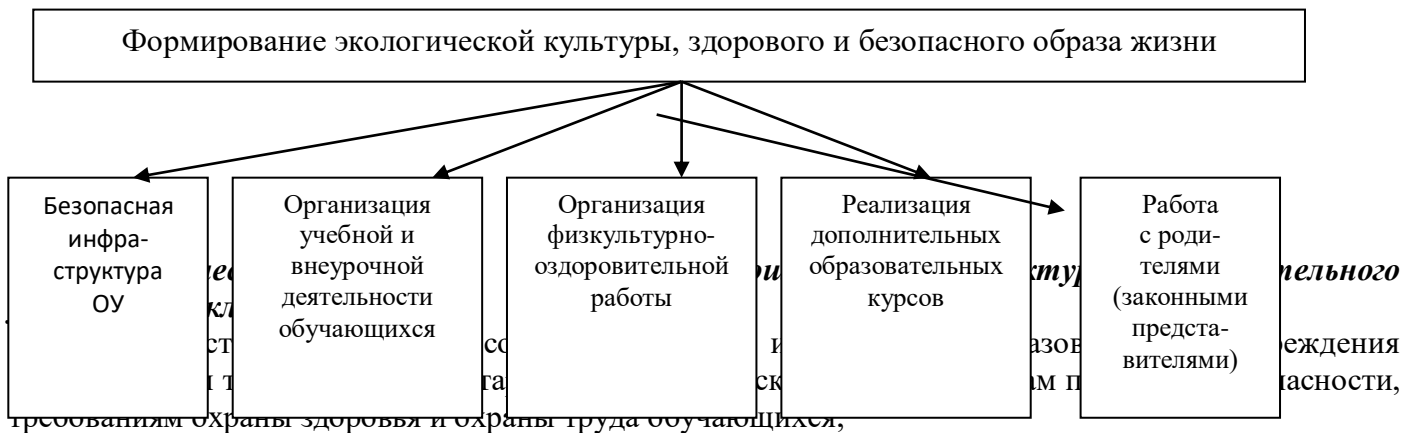 Формирование экологической культуры, здорового и безопасного образа жизни
Безопасная
инфра-
структура
ОУ
Организация
учебной и
внеурочной
деятельности
обучающихся
Организация
физкультурно-
оздоровительной
работы
Реализация
дополнительных
образовательных
курсов
Работа
с роди-
телями
(законными
предста-
вителями)
требованиям охраны здоровья и охраны труда обучающихся;